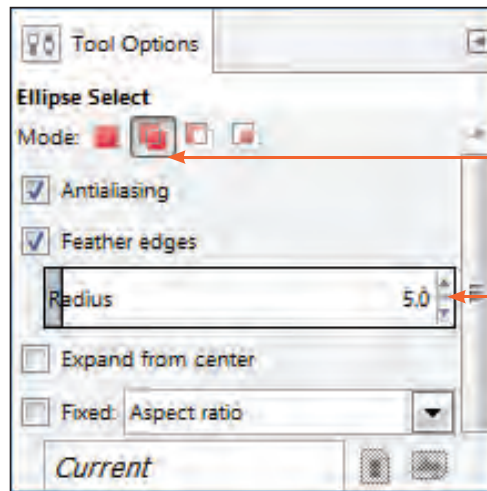 Tool Options
Ellipse Select
Mode:
Antialiasing
Feather edges
Radius 5.0
Expand from center
Fixed: Aspect ratio
Current